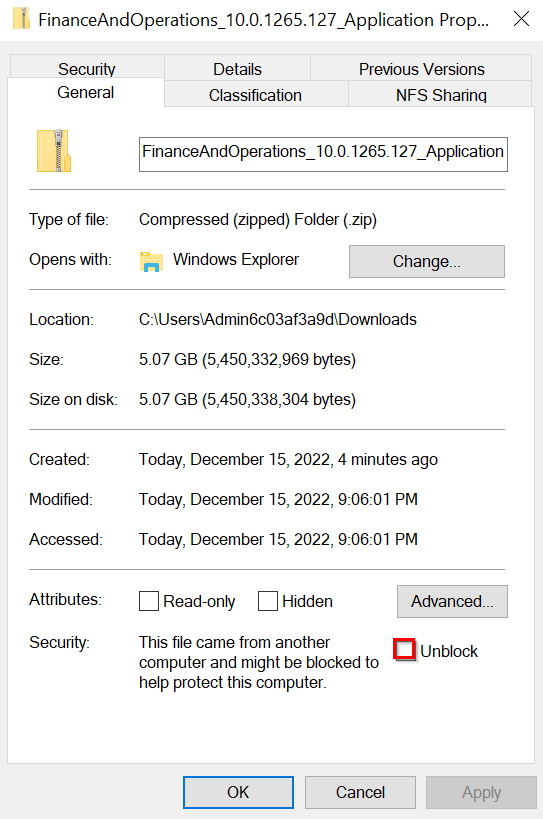 FinanceAndOperations_10.0.1265.127_Application Prop...
Security Details Previous Versions
General Classification NFS Sharing
FinanceAndOperations_10.0.1265.127_Application
Type of file: Compressed (zipped) Folder (.zip)
Opens with: Windows Explorer Change...
Location: C:\Users\Admin6c03af3a9d\Downloads
Size: 5.07 GB (5,450,332,969 bytes)
Size on disk: 5.07 GB (5,450,338,304 bytes)
Created: Today, December 15, 2022, 4 minutes ago
Modified: Today, December 15, 2022, 9:06:01 PM
Accessed: Today, December 15, 2022, 9:06:01 PM
Attributes: Read-only Hidden Advanced...
Security: This file came from another
computer and might be blocked to
help protect this computer.
Unblock
OK Cancel Apply